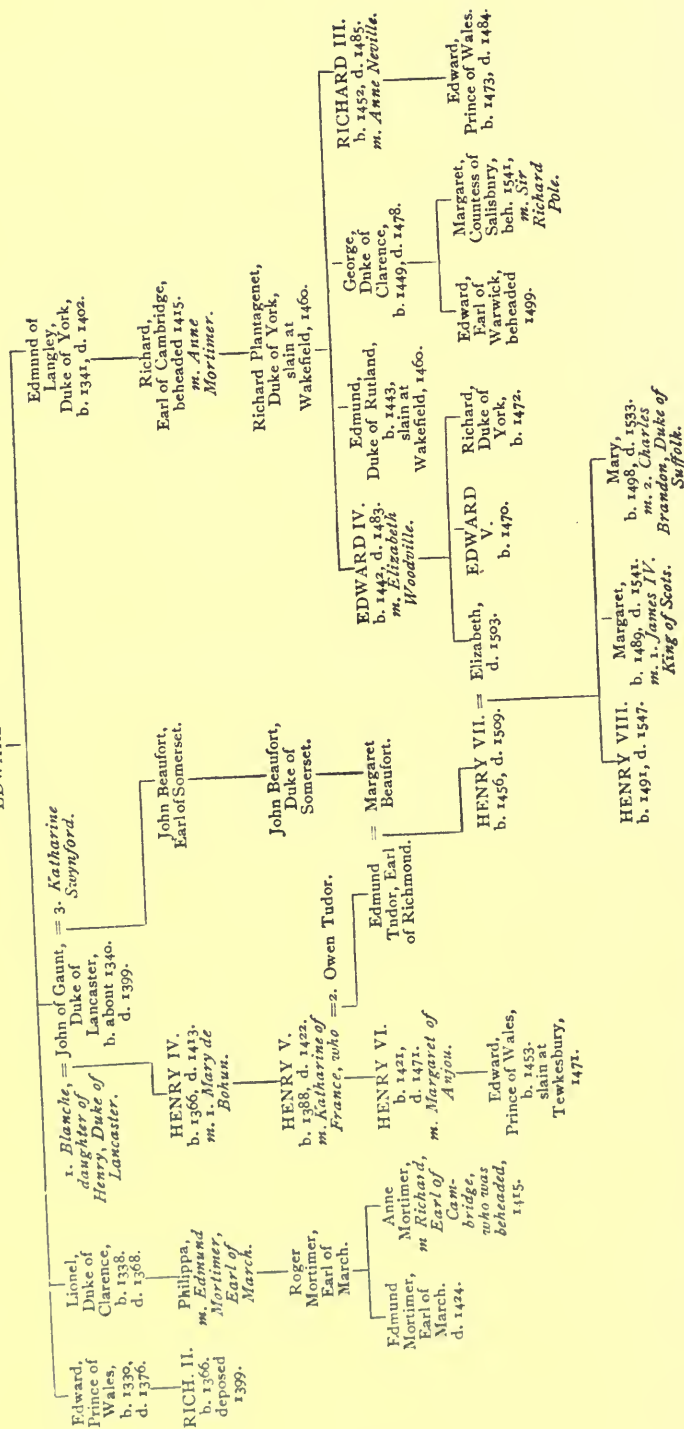 EDWARD
Edward,
Prince of
Wales,
b. 1330,
d. 1376.
RICH. II.
b. 1366.
deposed
1399.
Lionel,
Duke of
Clarence,
b. 1338.
d. 1368.
Philippa,
m. Edmund
Mortimer,
Earl of
March.
Roger
Mortimer,
Earl of
March.
Edmund
Mortimer,
Earl of
March.
d. 1424.
Anne
Mortimer,
m Richard,
Earl of
Cam-
bridge,
who was
beheaded,
1415.
1. Blanche,
daughter of
Henry, Duke of
Lancaster.
= John of Gaunt,
Duke of
Lancaster,
b. about 1340.
d. 1399.
= 3. Katharine
Swynford.
HENRY IV.
b. 1366, d. 1413.
m. 1. Mary de
Bohun.
HENRY V.
b. 1388, d. 1422.
m. Katharine of
France, who
=2. Owen Tudor.
HENRY VI.
b. 1421,
d. 1471.
m. Margaret of
Anjou.
Edward,
Prince of Wales,
b. 1453.
slain at
Tewkesbury,
1471.
John Beaufort,
Earl of Somerset.
John Beaufort,
Duke of
Somerset.
Edmund
Tudor, Earl
of Richmond.
= Margaret
Beaufort.
HENRY VII.
b. 1456, d. 1509.
= Elizabeth,
d. 1503.
HENRY VIII.
b. 1491, d. 1547.
Margaret,
b. 1489, d. 1541.
m. 1. James IV.
King of Scots.
Mary,
b. 1498, d. 1533.
m. 2. Charles
Brandon, Duke of
Suffolk.
Edmund of
Langley,
Duke of York,
b. 1341, d. 1402.
Richard,
Earl of Cambridge,
beheaded 1415.
m. Anne
Mortimer.
Richard Plantagenet,
Duke of York,
slain at
Wakefield, 1460.
EDWARD IV.
b. 1442, d. 1483.
m. Elizabeth
Woodville.
EDWARD
V.
b. 1470.
Richard,
Duke of
York,
b. 1472.
Edmund,
Duke of Rutland,
b. 1443,
slain at
Wakefield, 1460.
George,
Duke of
Clarence,
b. 1449, d. 1478.
Edward,
Earl of
Warwick,
beheaded
1499.
Margaret,
Countess of
Salisbury,
beh. 1541,
m. Sir
Richard
Pole.
RICHARD III.
b. 1452, d. 1485.
m. Anne Neville.
Edward,
Prince of Wales.
b. 1473, d. 1484.